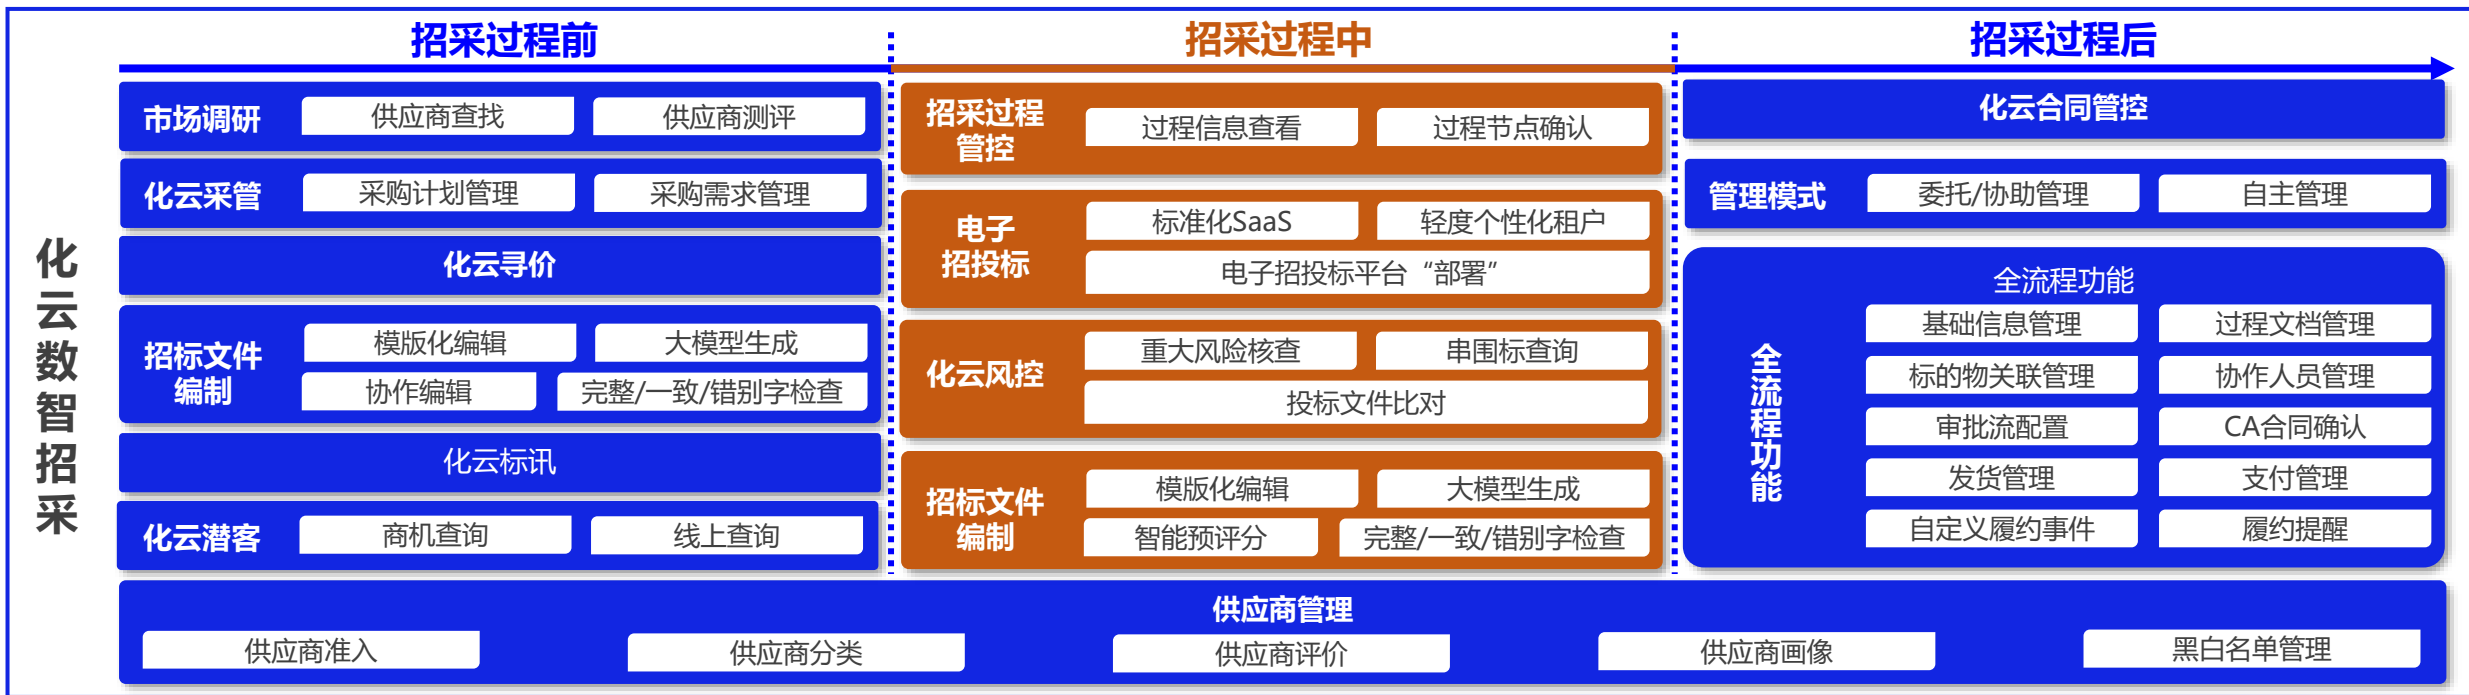 化云数智招采
招采过程前
招采过程中
招采过程后
市场调研
供应商查找
供应商测评
化云采管
采购计划管理
采购需求管理
化云寻价
招标文件
编制
模版化编辑
大模型生成
协作编辑
完整/一致/错别字检查
化云标讯
化云潜客
商机查询
线上查询
招采过程
管控
过程信息查看
过程节点确认
电子
招投标
标准化SaaS
轻度个性化租户
电子招投标平台“部署”
化云风控
重大风险核查
串围标查询
投标文件比对
招标文件
编制
模版化编辑
大模型生成
智能预评分
完整/一致/错别字检查
化云合同管控
管理模式
委托/协助管理
自主管理
全流程功能
全流程功能
基础信息管理
过程文档管理
标的物关联管理
协作人员管理
审批流配置
CA合同确认
发货管理
支付管理
自定义履约事件
履约提醒
供应商管理
供应商准入
供应商分类
供应商评价
供应商画像
黑白名单管理